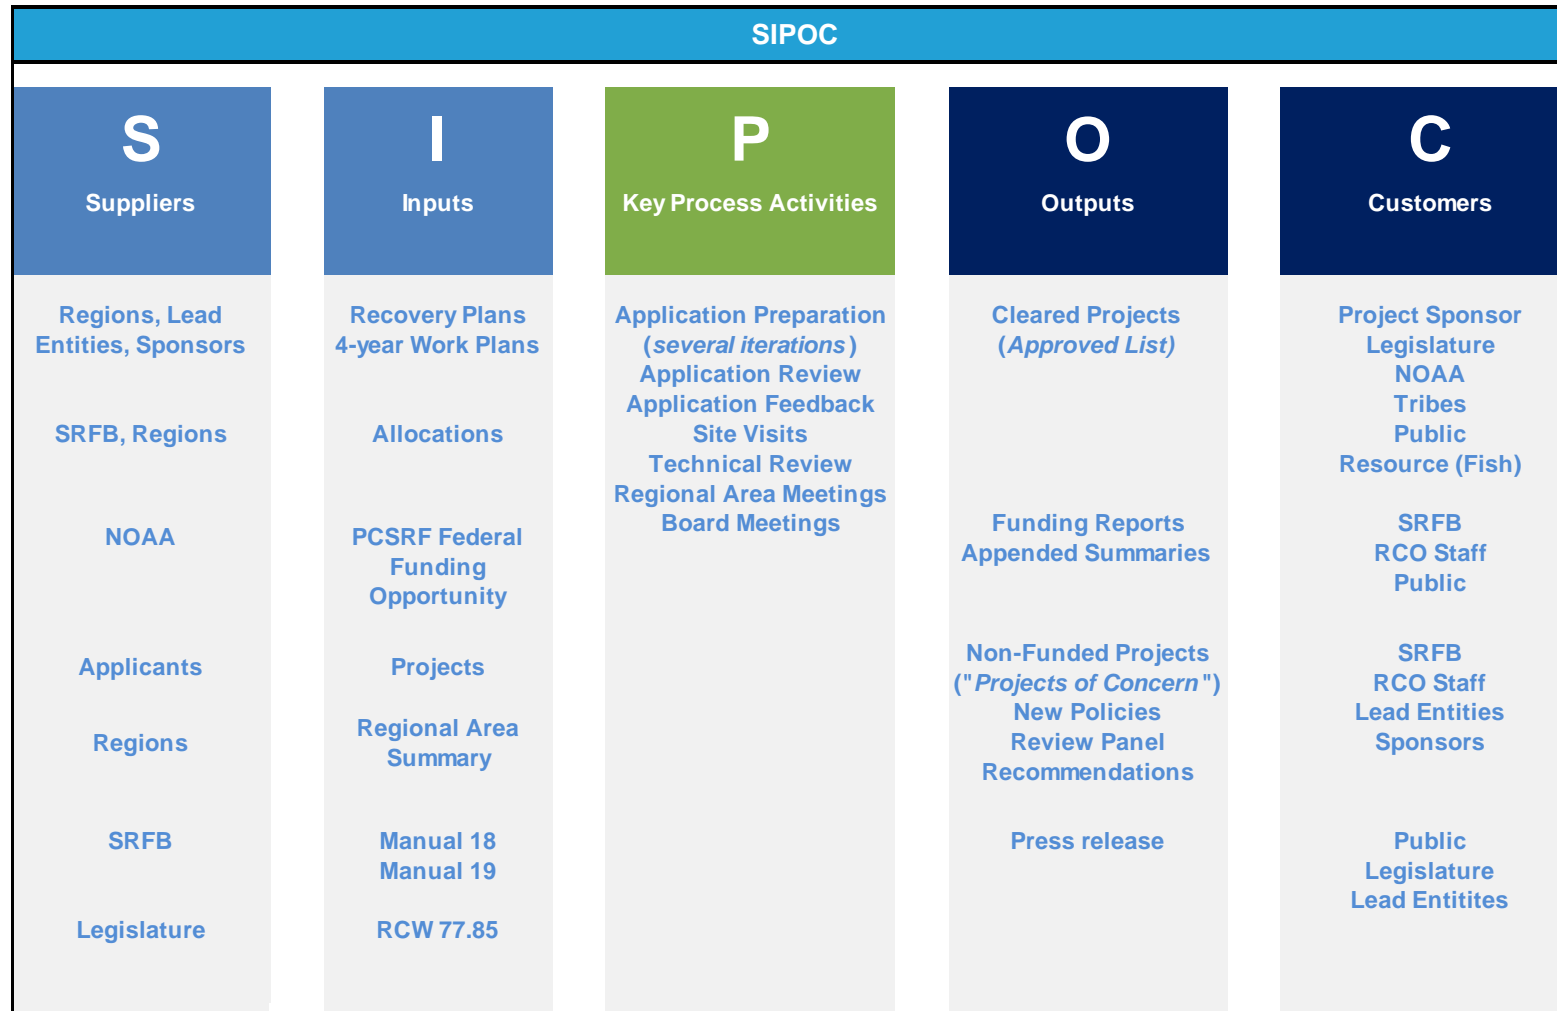 SIPOC
S
Suppliers
Regions, Lead
Entities, Sponsors
SRFB, Regions
NOAA
Applicants
Regions
SRFB
Legislature
I
Inputs
Recovery Plans
4-year Work Plans
Allocations
PCSRF Federal
Funding
Opportunity
Projects
Regional Area
Summary
Manual 18
Manual 19
RCW 77.85
P
Key Process Activities
Application Preparation
(several iterations)
Application Review
Application Feedback
Site Visits
Technical Review
Regional Area Meetings
Board Meetings
O
Outputs
Cleared Projects
(Approved List)
Funding Reports
Appended Summaries
Non-Funded Projects
("Projects of Concern")
New Policies
Review Panel
Recommendations
Press release
C
Customers
Project Sponsor
Legislature
NOAA
Tribes
Public
Resource (Fish)
SRFB
RCO Staff
Public
SRFB
RCO Staff
Lead Entities
Sponsors
Public
Legislature
Lead Entitites